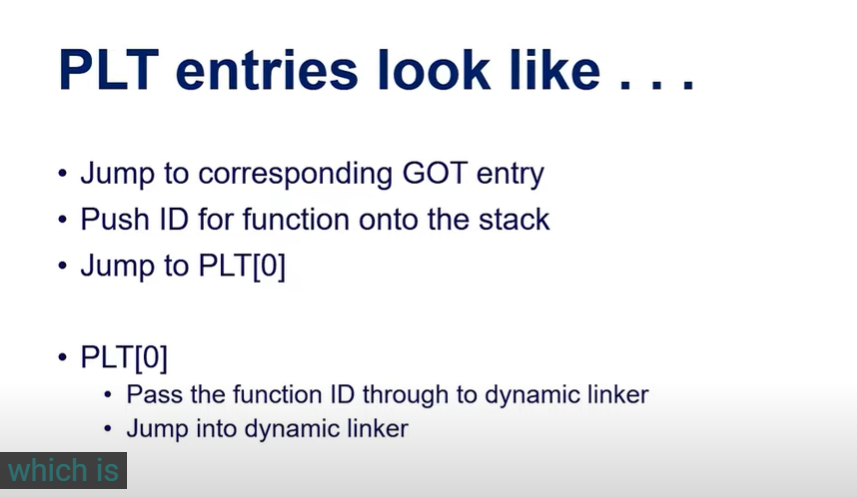 PLT entries look like . . .
• Jump to corresponding GOT entry
• Push ID for function onto the stack
• Jump to PLT[0]
• PLT[0]
• Pass the function ID through to dynamic linker
• Jump into dynamic linker
which is